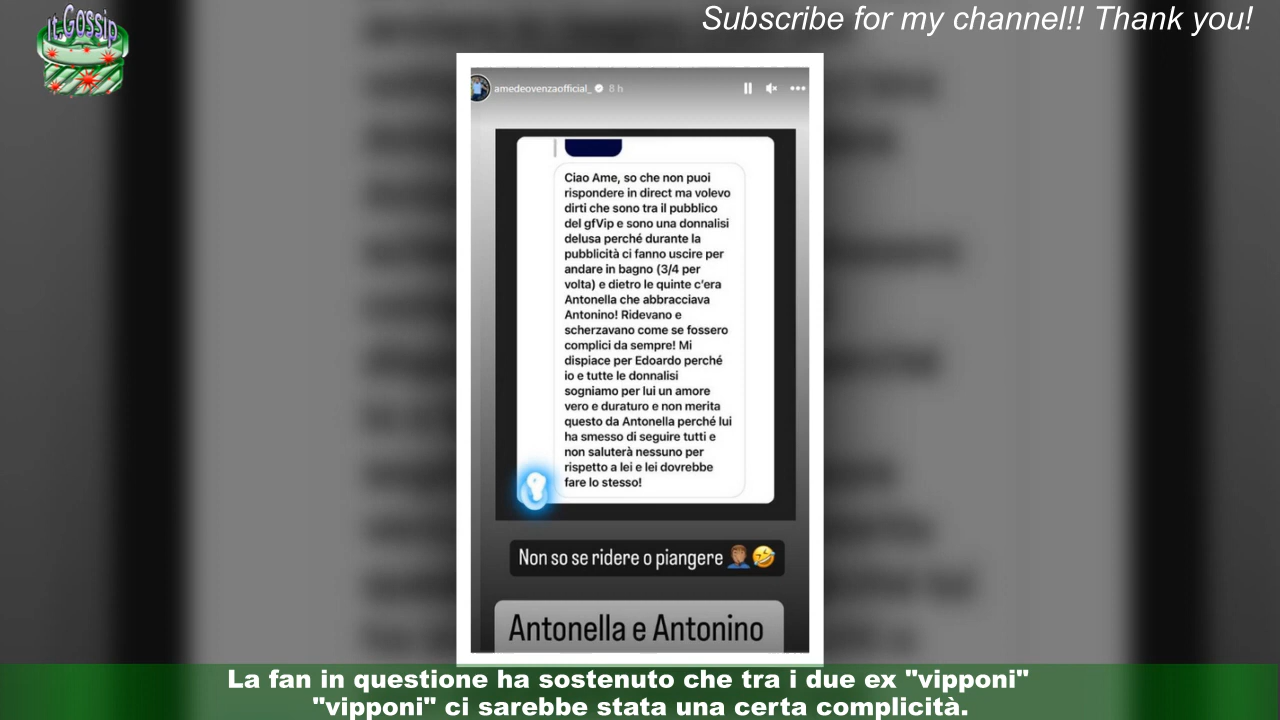 It.Gossip
Subscribe for my channel!! Thank you!
amedeovenzaofficial_ 8 h
Ciao Ame, so che non puoi
rispondere in direct ma volevo
dirti che sono tra il pubblico
del gfVip e sono una donnalisi
delusa perché durante la
pubblicità ci fanno uscire per
andare in bagno (3/4 per
volta) e dietro le quinte c'era
Antonella che abbracciava
Antonino! Ridevano e
scherzavano come se fossero
complici da sempre! Mi
dispiace per Edoardo perché
io e tutte le donnalisi
sogniamo per lui un amore
vero e duraturo e non merita
questo da Antonella perché lui
ha smesso di seguire tutti e
non saluterà nessuno per
rispetto a lei e lei dovrebbe
fare lo stesso!
Non so se ridere o piangere 🤦🏽‍♂️🤣
Antonella e Antonino
La fan in questione ha sostenuto che tra i due ex "vipponi"
"vipponi" ci sarebbe stata una certa complicità.